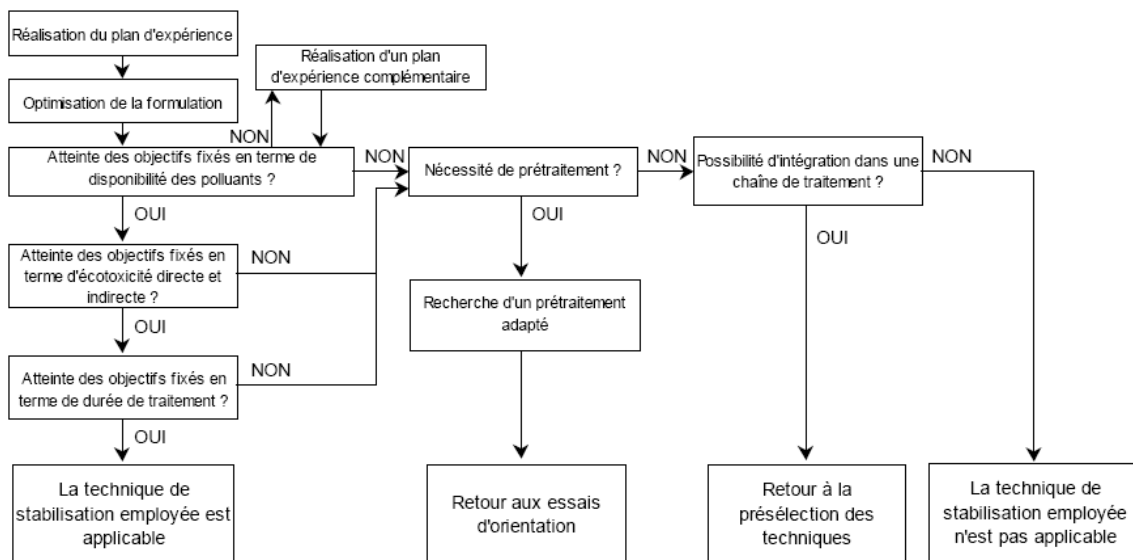 Réalisation du plan d'expérience
Réalisation d'un plan
d'expérience complémentaire
Optimisation de la formulation
NON
Atteinte des objectifs fixés en terme de
disponibilité des polluants ?
NON
Nécessité de prétraitement ?
NON
Possibilité d'intégration dans une
chaîne de traitement ?
NON
OUI
OUI
OUI
Atteinte des objectifs fixés en
terme d'écotoxicité directe et
indirecte ?
NON
Recherche d'un prétraitement
adapté
OUI
Atteinte des objectifs fixés en
terme de durée de traitement ?
NON
OUI
La technique de
stabilisation employée est
applicable
Retour aux essais
d'orientation
Retour à la
présélection des
techniques
La technique de
stabilisation employée
n'est pas applicable